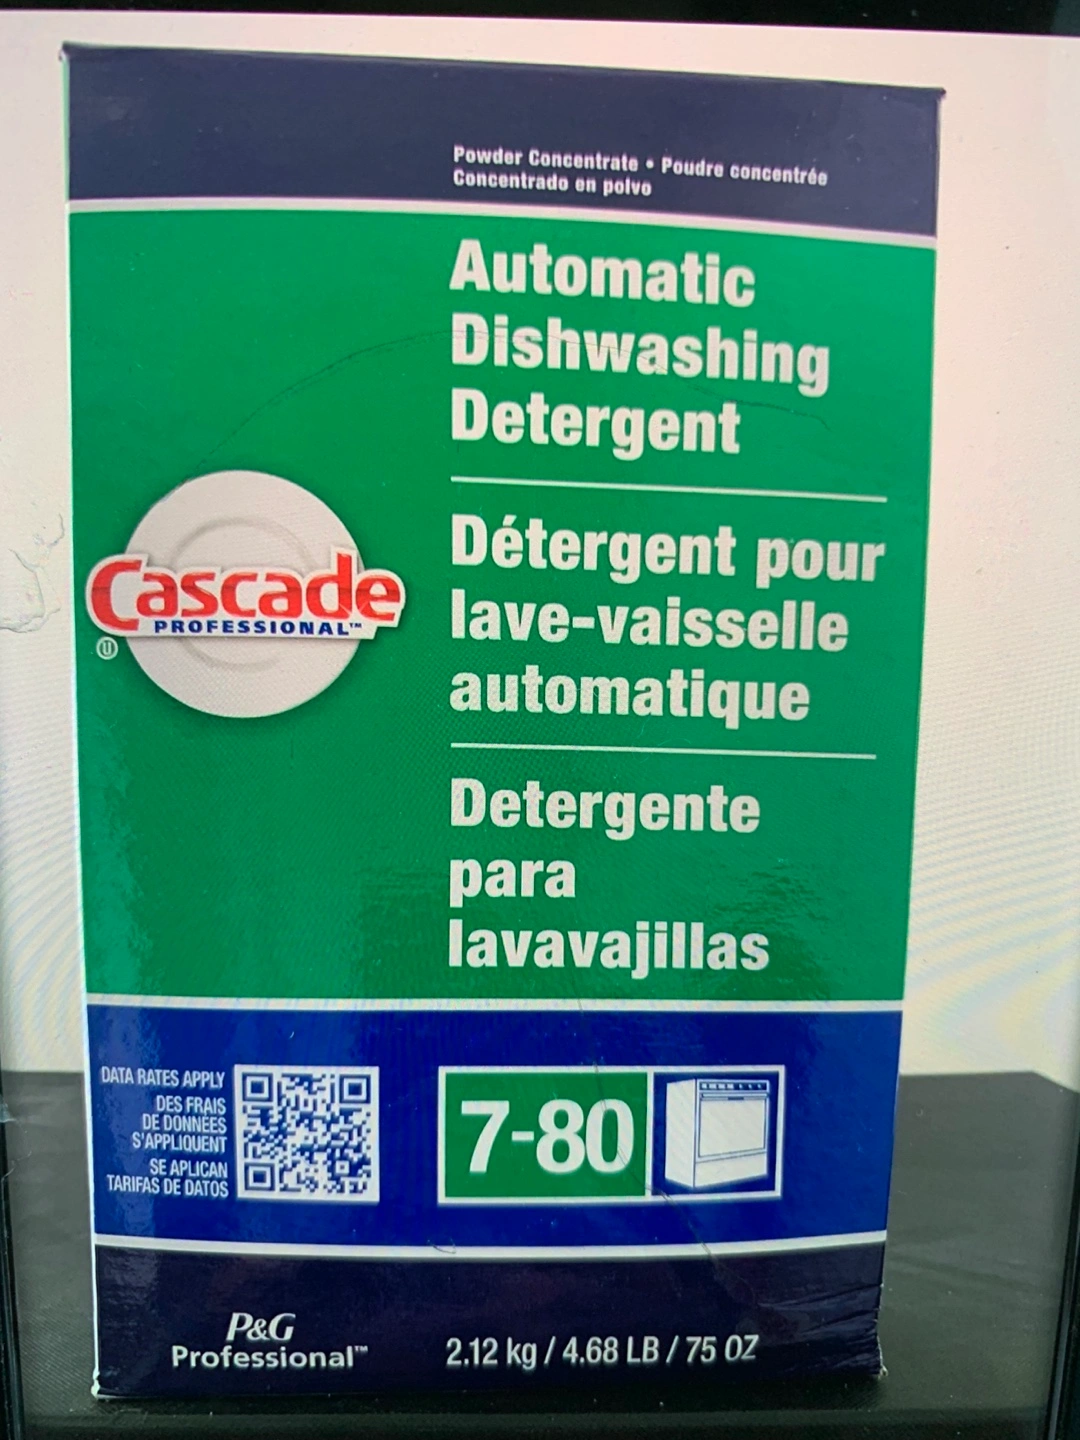 Powder Concentrate • Poudre concentrée
Concentrado en polvo
Automatic
Dishwashing
Detergent
Détergent pour
lave-vaisselle
automatique
Detergente
para
lavavajillas
Cascade
PROFESSIONAL™
U
DATA RATES APPLY
DES FRAIS
DE DONNÉES
S'APPLIQUENT
SE APLICAN
TARIFAS DE DATOS
7-80
P&G
Professional™
2.12 kg / 4.68 LB / 75 OZ